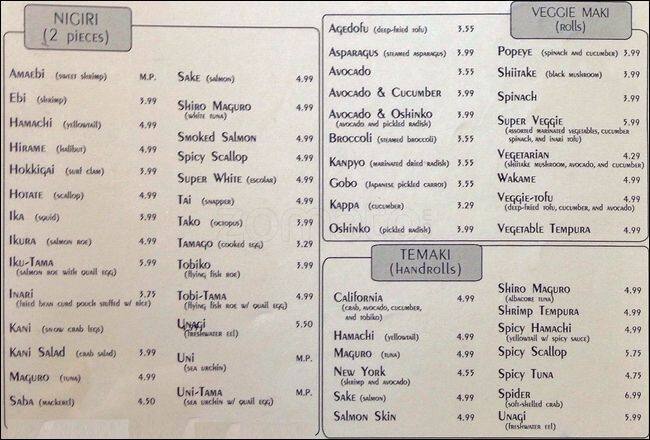 NIGIRI
(2 pieces)
Amaebi (sweet shrimp) M.P.
Ebi (shrimp) 3.99
Hamachi (yellowtail) 4.99
Hirame (halibut) 4.99
Hokkigai (surf clam) 3.99
Hotate (scallop) 4.99
Ika (squid) 3.99
Ikura (salmon roe) 4.99
Iku-Tama 5.99
(salmon roe with quail egg)
Inari 3.75
(fried bean curd pouch stuffed w/ rice)
Kani (snow crab legs) 4.99
Kani Salad (crab salad) 3.99
Maguro (tuna) 4.99
Saba (mackerel) 4.50
Sake (salmon) 4.99
Shiro Maguro 4.99
(white tuna)
Smoked Salmon 4.99
Spicy Scallop 4.99
Super White (escolar) 4.99
Tai (snapper) 4.99
Tako (octopus) 3.99
Tamago (cooked egg) 3.29
Tobiko 3.99
(flying fish roe)
Tobi-Tama 4.99
(flying fish roe w/ quail egg)
Unagi 5.50
(freshwater eel)
Uni M.P.
(sea urchin)
Uni-Tama M.P.
(sea urchin w/ quail egg)
VEGGIE MAKI
(rolls)
Agedofu (deep-fried tofu) 3.55
Asparagus (steamed asparagus) 3.99
Avocado 3.55
Avocado & Cucumber 3.99
Avocado & Oshinko 3.99
(avocado and pickled radish)
Broccoli (steamed broccoli) 3.55
Kanpyo (marinated dried radish) 3.55
Gobo (Japanese pickled carrot) 3.55
Kappa (cucumber) 3.29
Oshinko (pickled radish) 3.99
Popeye (spinach and cucumber) 3.99
Shiitake (black mushroom) 3.99
Spinach 3.99
Super Veggie 5.99
(assorted marinated vegetables, cucumber
spinach, and inari tofu)
Vegetarian 4.29
(shiitake mushroom, avocado, and cucumber)
Wakame 4.99
Veggie-Tofu 4.99
(deep-fried tofu, cucumber, and avocado)
Vegetable Tempura 4.99
TEMAKI
(handrolls)
California 4.99
(crab, avocado, cucumber,
and tobiko)
Hamachi (yellowtail) 4.99
Maguro (tuna) 4.99
New York 4.55
(shrimp and avocado)
Sake (salmon) 4.99
Salmon Skin 4.99
Shiro Maguro 4.99
(albacore tuna)
Shrimp Tempura 4.99
Spicy Hamachi 4.99
(yellowtail w/ spicy sauce)
Spicy Scallop 5.75
Spicy Tuna 4.75
Spider 6.99
(soft-shelled crab)
Unagi 5.99
(freshwater eel)